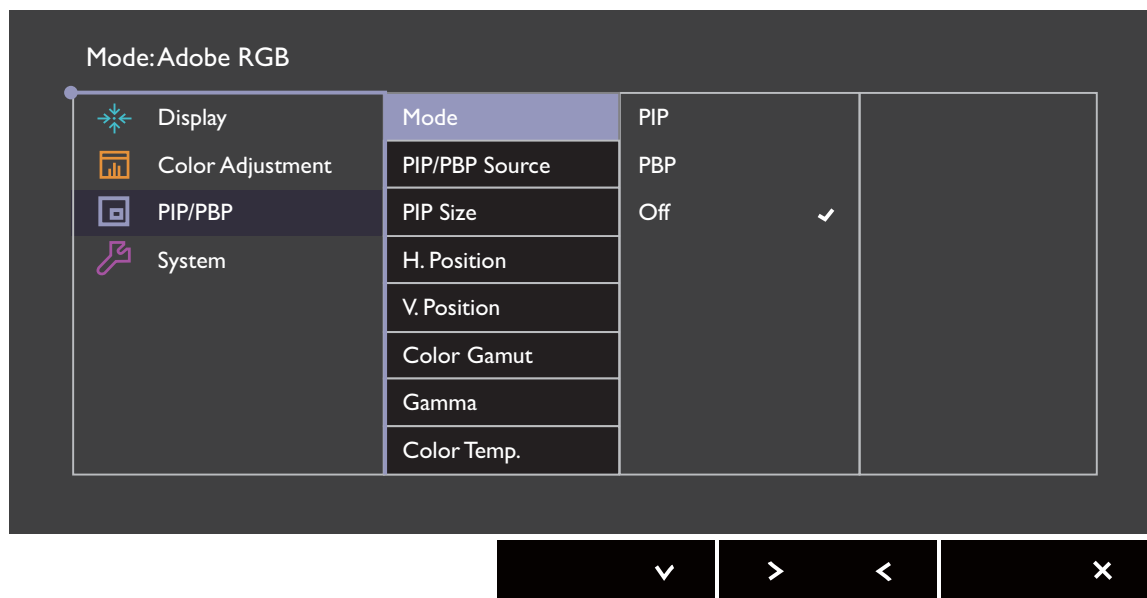 Mode: Adobe RGB
Display
Color Adjustment
PIP/PBP
System
Mode
PIP/PBP Source
PIP Size
H. Position
V. Position
Color Gamut
Gamma
Color Temp.
PIP
PBP
Off